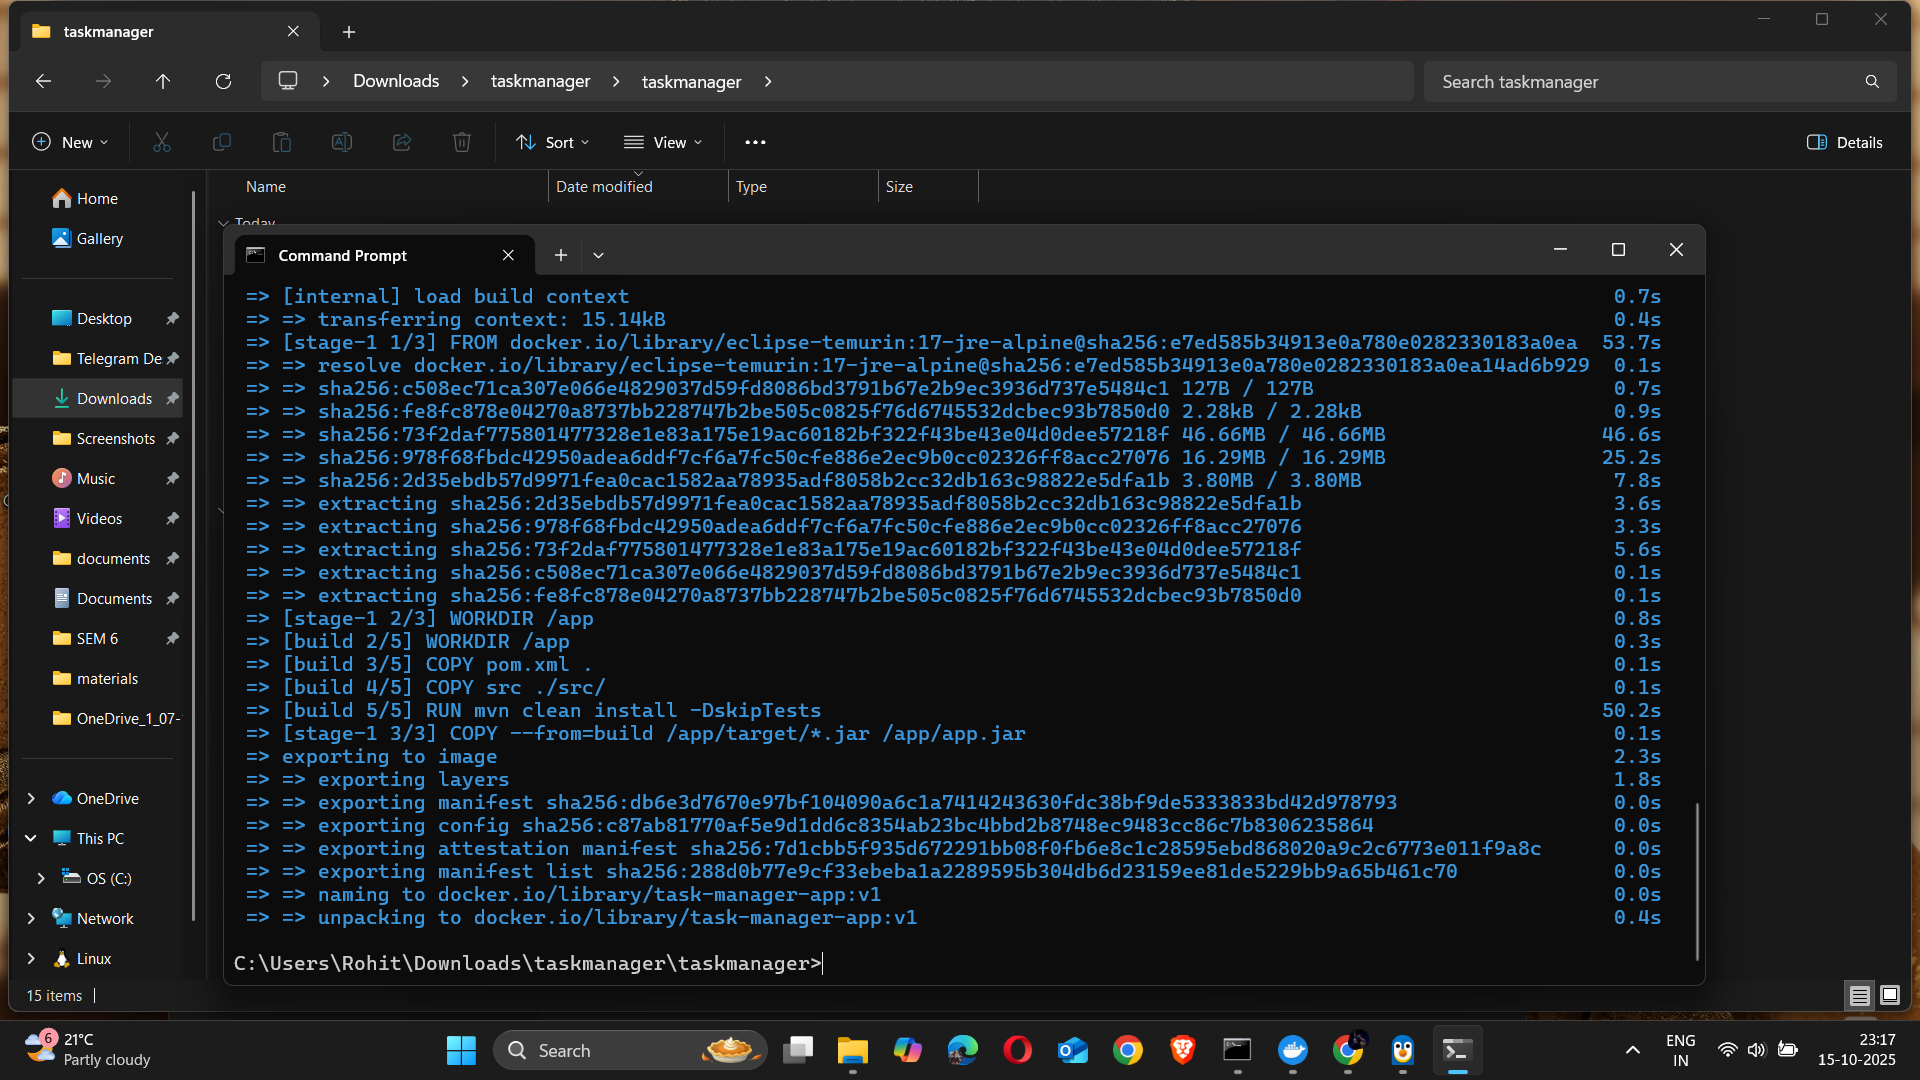 taskmanager
Downloads
taskmanager
taskmanager
Search taskmanager
New
Sort
View
Details
Name
Date modified
Type
Size
Today
Home
Gallery
Desktop
Telegram De
Downloads
Screenshots
Music
Videos
documents
Documents
SEM 6
materials
OneDrive_1_07-
OneDrive
This PC
OS (C:)
Network
Linux
15 items
Command Prompt
=> [internal] load build context 0.7s
=> => transferring context: 15.14kB 0.4s
=> [stage-1 1/3] FROM docker.io/library/eclipse-temurin:17-jre-alpine@sha256:e7ed585b34913e0a780e0282330183a0ea 53.7s
=> => resolve docker.io/library/eclipse-temurin:17-jre-alpine@sha256:e7ed585b34913e0a780e0282330183a0ea14ad6b929 0.1s
=> => sha256:c508ec71ca307e066e4829037d59fd8086bd3791b67e2b9ec3936d737e5484c1 127B / 127B 0.7s
=> => sha256:fe8fc878e04270a8737bb228747b2be505c0825f76d6745532dcbec93b7850d0 2.28kB / 2.28kB 0.9s
=> => sha256:73f2daf775801477328e1e83a175e19ac60182bf322f43be43e04d0dee57218f 46.66MB / 46.66MB 46.6s
=> => sha256:978f68fbdc42950adea6ddf7cf6a7fc50cfe886e2ec9b0cc02326ff8acc27076 16.29MB / 16.29MB 25.2s
=> => sha256:2d35ebdb57d9971fea0cac1582aa78935adf8058b2cc32db163c98822e5dfa1b 3.80MB / 3.80MB 7.8s
=> => extracting sha256:2d35ebdb57d9971fea0cac1582aa78935adf8058b2cc32db163c98822e5dfa1b 3.6s
=> => extracting sha256:978f68fbdc42950adea6ddf7cf6a7fc50cfe886e2ec9b0cc02326ff8acc27076 3.3s
=> => extracting sha256:73f2daf775801477328e1e83a175e19ac60182bf322f43be43e04d0dee57218f 5.6s
=> => extracting sha256:c508ec71ca307e066e4829037d59fd8086bd3791b67e2b9ec3936d737e5484c1 0.1s
=> => extracting sha256:fe8fc878e04270a8737bb228747b2be505c0825f76d6745532dcbec93b7850d0 0.1s
=> [stage-1 2/3] WORKDIR /app 0.8s
=> [build 2/5] WORKDIR /app 0.3s
=> [build 3/5] COPY pom.xml . 0.1s
=> [build 4/5] COPY src ./src/ 0.1s
=> [build 5/5] RUN mvn clean install -DskipTests 50.2s
=> [stage-1 3/3] COPY --from=build /app/target/*.jar /app/app.jar 0.1s
=> exporting to image 2.3s
=> => exporting layers 1.8s
=> => exporting manifest sha256:db6e3d7670e97bf104090a6c1a7414243630fdc38bf9de5333833bd42d978793 0.0s
=> => exporting config sha256:c87ab81770af5e9d1dd6c8354ab23bc4bbd2b8748ec9483cc86c7b8306235864 0.0s
=> => exporting attestation manifest sha256:7d1cbb5f935d672291bb08f0fb6e8c1c28595ebd868020a9c2c6773e011f9a8c 0.0s
=> => exporting manifest list sha256:288d0b77e9cf33ebeba1a2289595b304db6d23159ee81de5229bb9a65b461c70 0.0s
=> => naming to docker.io/library/task-manager-app:v1 0.0s
=> => unpacking to docker.io/library/task-manager-app:v1 0.4s
C:\Users\Rohit\Downloads\taskmanager\taskmanager>
6
21°C
Partly cloudy
Search
ENG
IN
23:17
15-10-2025